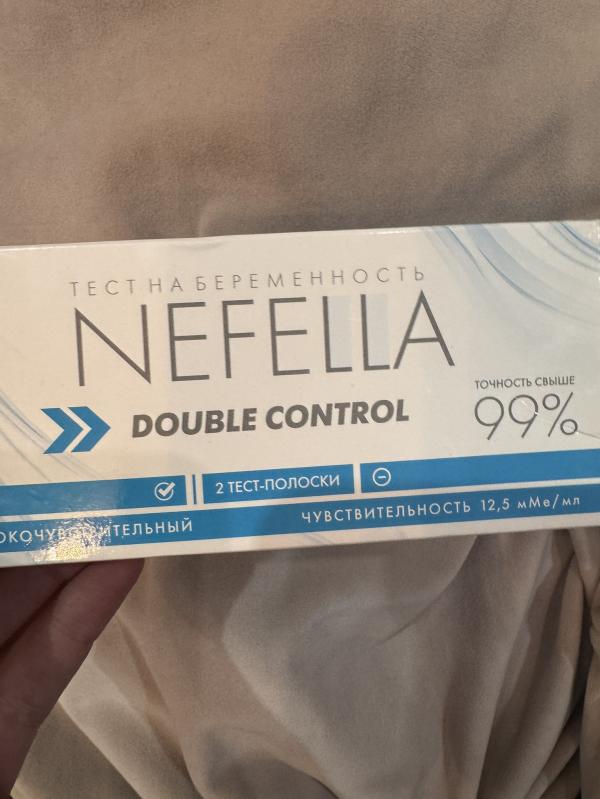 ТЕСТ НА БЕРЕМЕННОСТЬ
NEFELLA
DOUBLE CONTROL
ТОЧНОСТЬ СВЫШЕ
99%
2 ТЕСТ-ПОЛОСКИ
ЧУВСТВИТЕЛЬНОСТЬ 12,5 мМе/мл